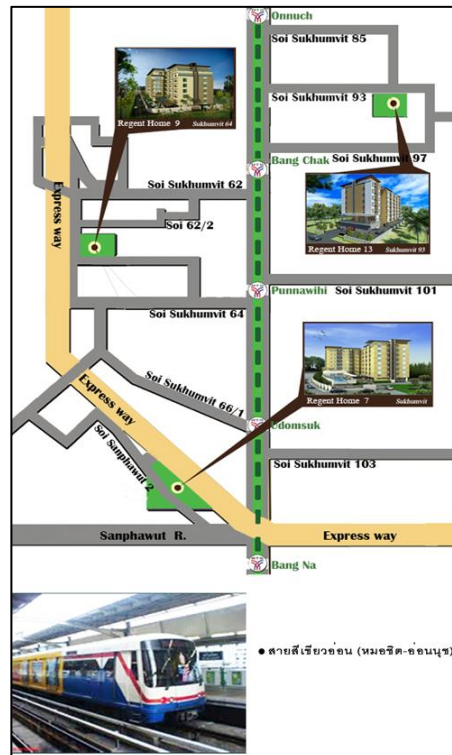 Onnuch
Soi Sukhumvit 85
Regent Home 9 Sukhumvit 64
Soi Sukhumvit 93
Bang Chak
Soi Sukhumvit 97
Express way
Soi Sukhumvit 62
Soi 62/2
Regent Home 13 Sukhumvit 93
Punnawihi
Soi Sukhumvit 101
Soi Sukhumvit 64
Express way
Soi Sukhumvit 66/1
Regent Home 7 Sukhumvit
Udomsuk
Soi Sukhumvit 103
Soi Sanphawut 2
Sanphawut R.
Express way
Bang Na
● สายสีเขียวอ่อน (หมอชิต-อ่อนนุช)